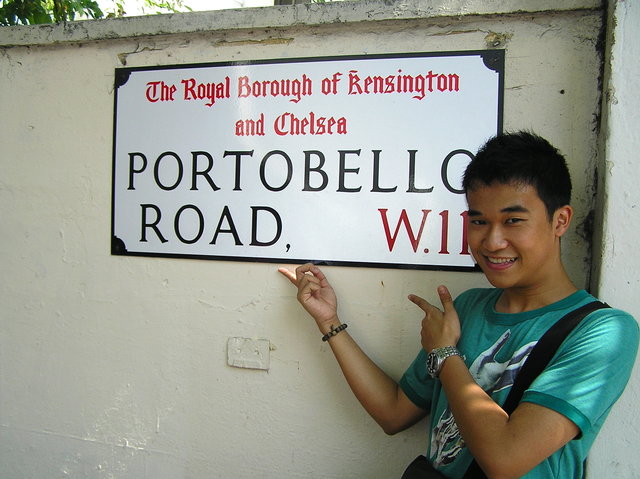 The Royal Borough of Kensington
and Chelsea
PORTOBELLO
ROAD, W.11